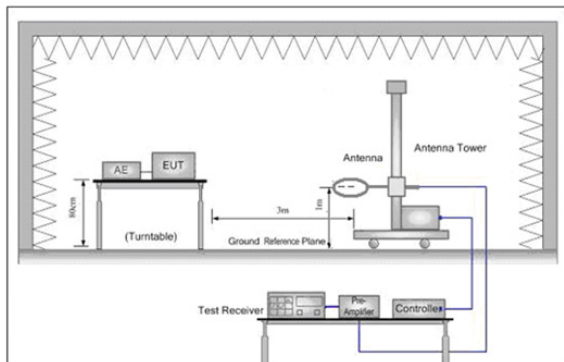 Antenna Tower
Antenna
EUT
AE
80cm
(Turntable)
3m
1m
Ground Reference Plane
Test Receiver
Pre-
Amplifier
Controller